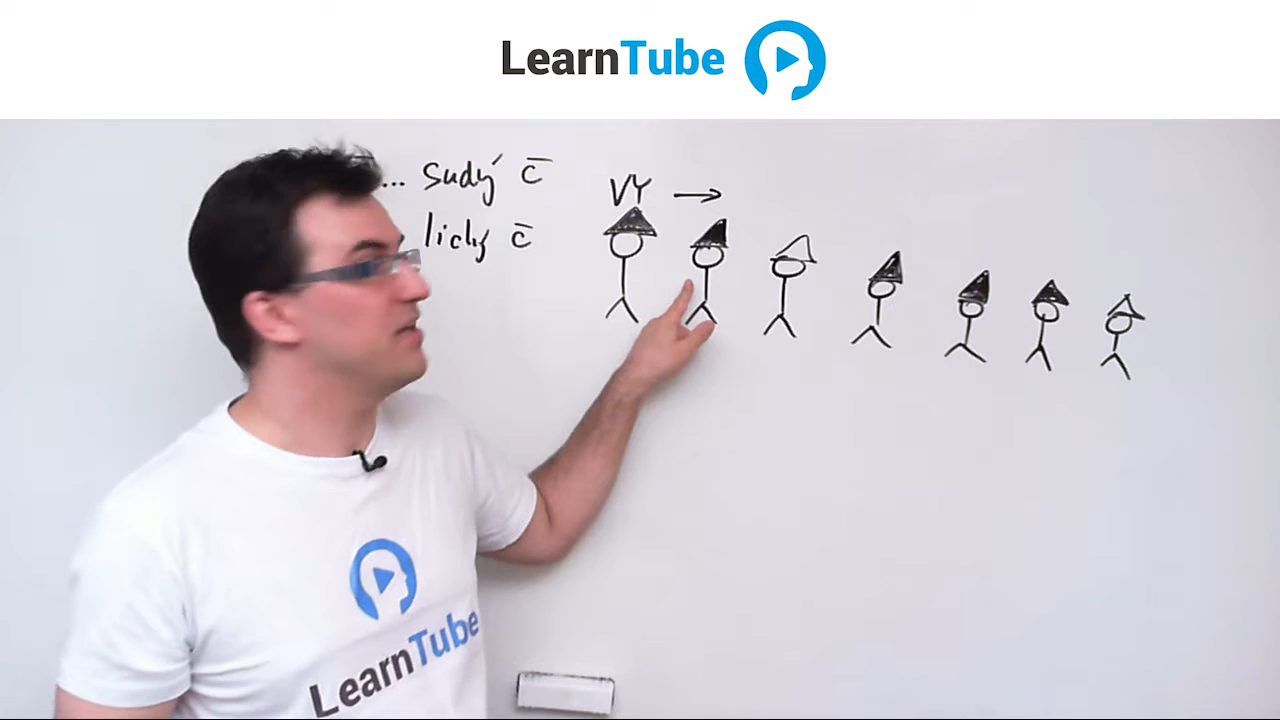 LearnTube
... sudý č
lichý č
VY →
LearnTube